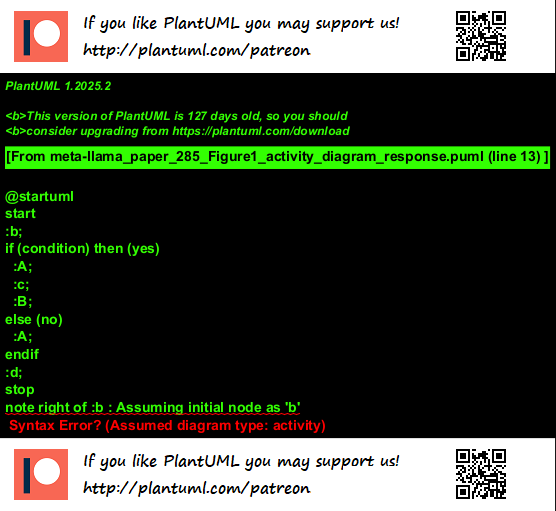 If you like PlantUML you may support us!
http://plantuml.com/patreon
PlantUML 1.2025.2
<b>This version of PlantUML is 127 days old, so you should
<b>consider upgrading from https://plantuml.com/download
[From meta-llama_paper_285_Figure1_activity_diagram_response.puml (line 13) ]
@startuml
start
:b;
if (condition) then (yes)
:A;
:c;
:B;
else (no)
:A;
endif
:d;
stop
note right of :b : Assuming initial node as 'b'
Syntax Error? (Assumed diagram type: activity)
If you like PlantUML you may support us!
http://plantuml.com/patreon